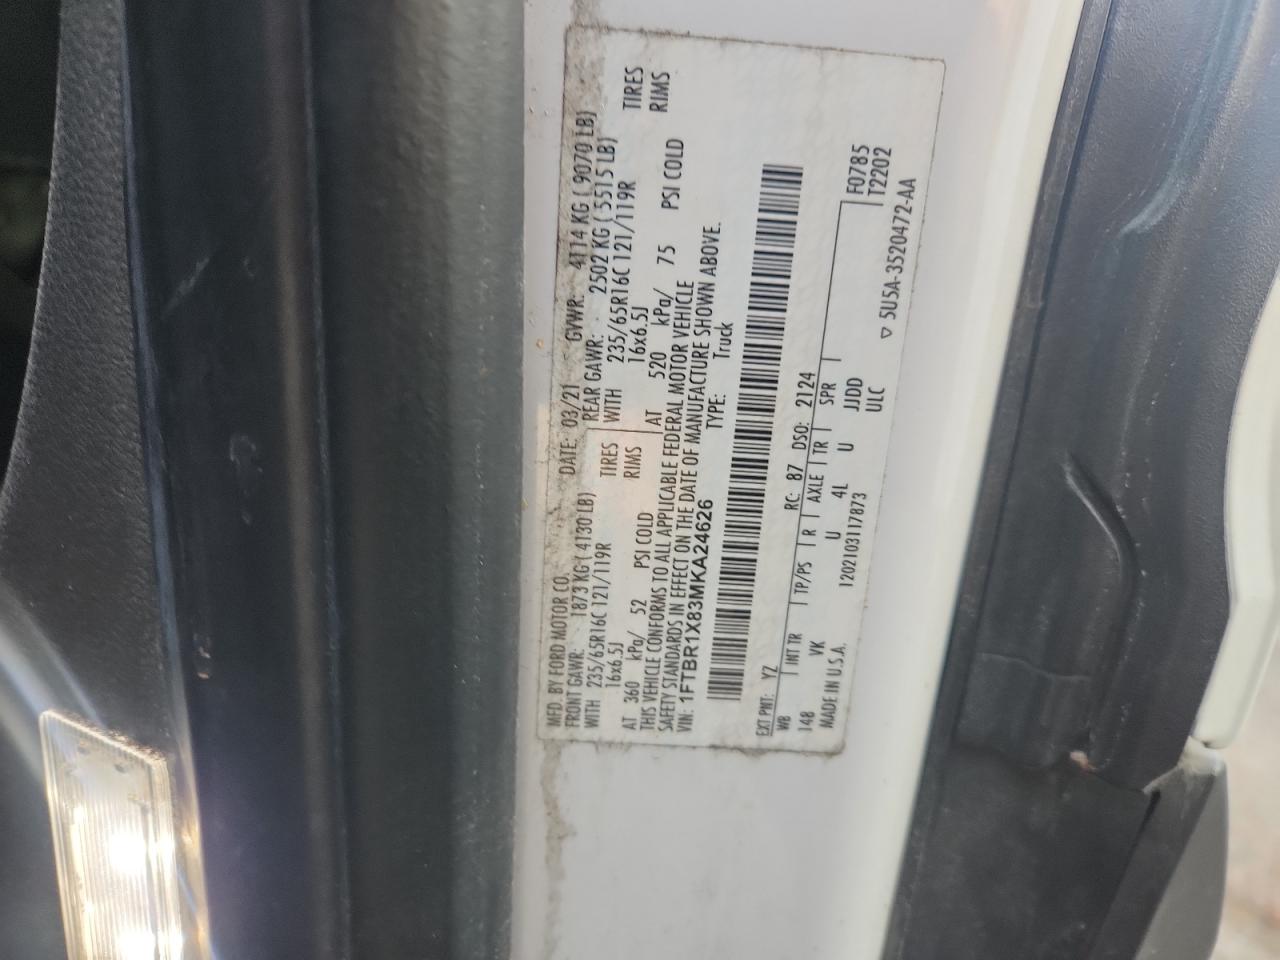 MFD. BY FORD MOTOR CO. DATE: 03/21 GVWR: 4114 KG ( 9070 LB)
FRONT GAWR: 1873 KG ( 4130 LB) REAR GAWR: 2502 KG ( 5515 LB)
WITH 235/65R16C 121/119R TIRES WITH 235/65R16C 121/119R TIRES
16x6.5J RIMS 16x6.5J RIMS
AT 360 kPa/ 52 PSI COLD AT 520 kPa/ 75 PSI COLD
THIS VEHICLE CONFORMS TO ALL APPLICABLE FEDERAL MOTOR VEHICLE
SAFETY STANDARDS IN EFFECT ON THE DATE OF MANUFACTURE SHOWN ABOVE.
VIN: 1FTBR1X83MKA24626 TYPE: Truck
EXT PNT: YZ RC: 87 DSO: 2124
WB INT TR TP/PS R AXLE TR SPR F0785
148 VK U 4L U JJDD T2202
MADE IN U.S.A. 1202103117873 ULC
▽ 5U5A-3520472-AA